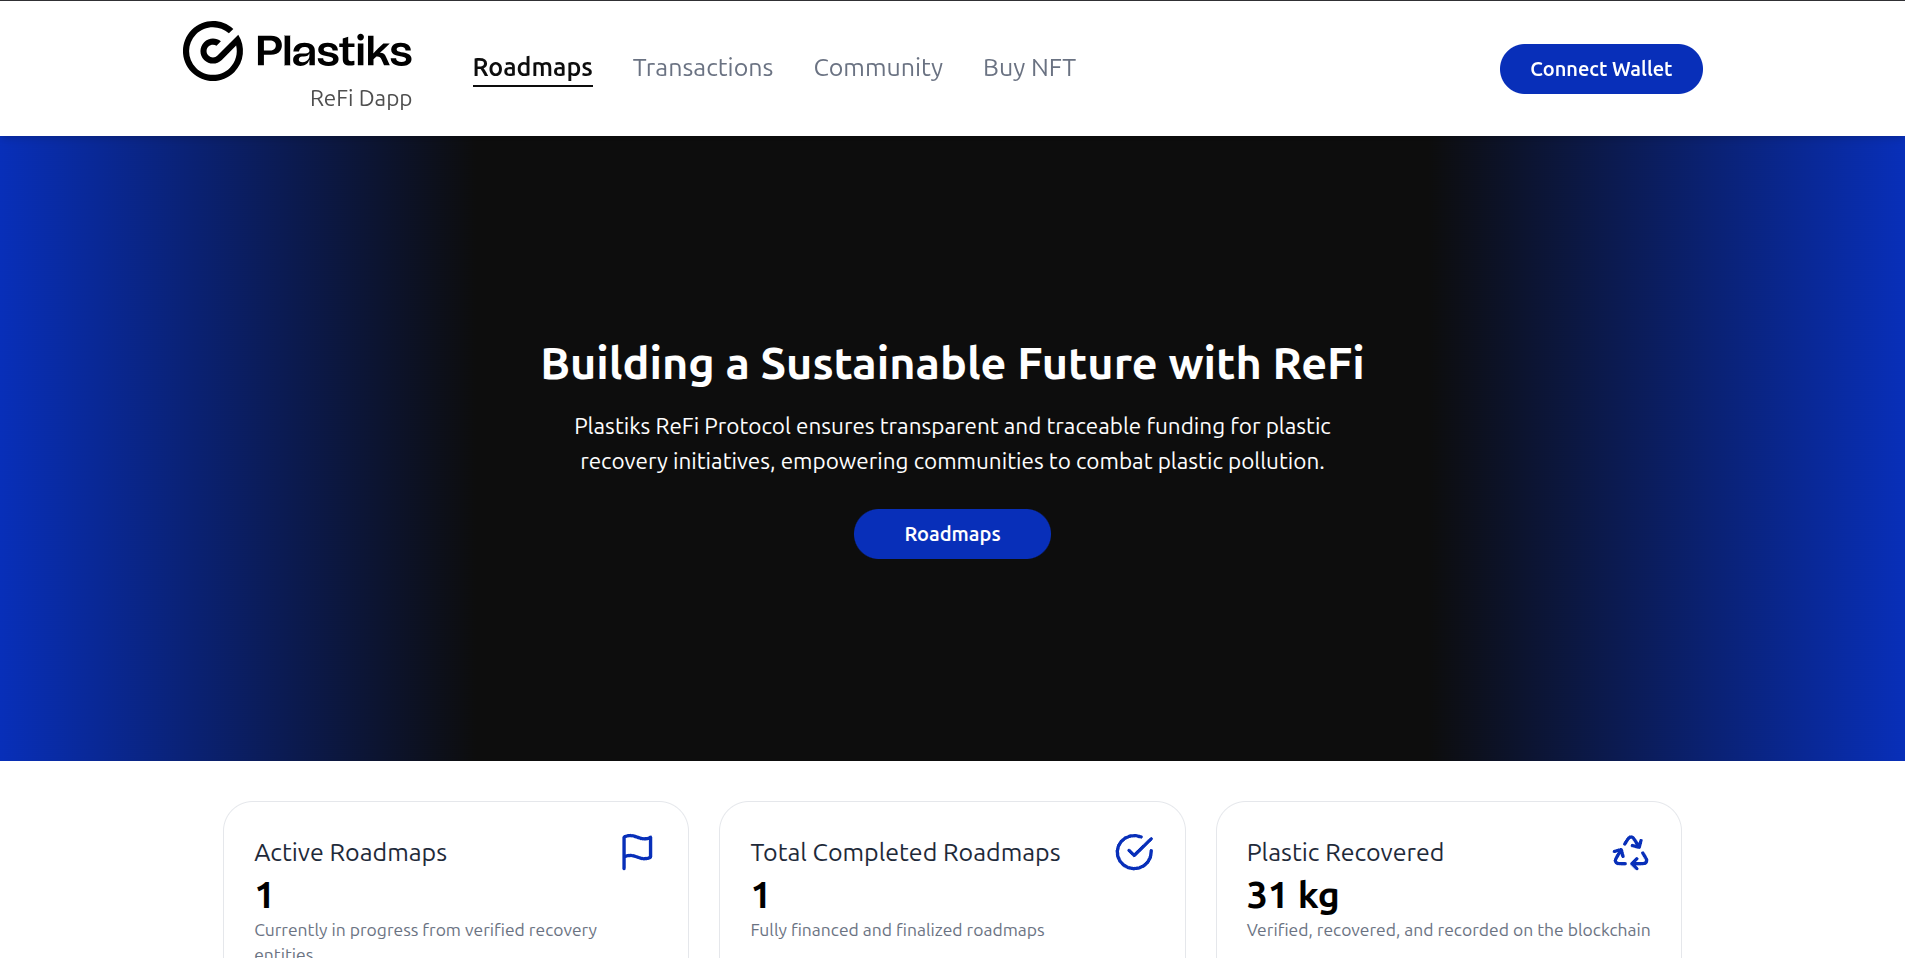 Plastiks
ReFi Dapp
Roadmaps
Transactions
Community
Buy NFT
Connect Wallet
Building a Sustainable Future with ReFi
Plastiks ReFi Protocol ensures transparent and traceable funding for plastic
recovery initiatives, empowering communities to combat plastic pollution.
Roadmaps
Active Roadmaps
1
Currently in progress from verified recovery
entities
Total Completed Roadmaps
1
Fully financed and finalized roadmaps
Plastic Recovered
31 kg
Verified, recovered, and recorded on the blockchain